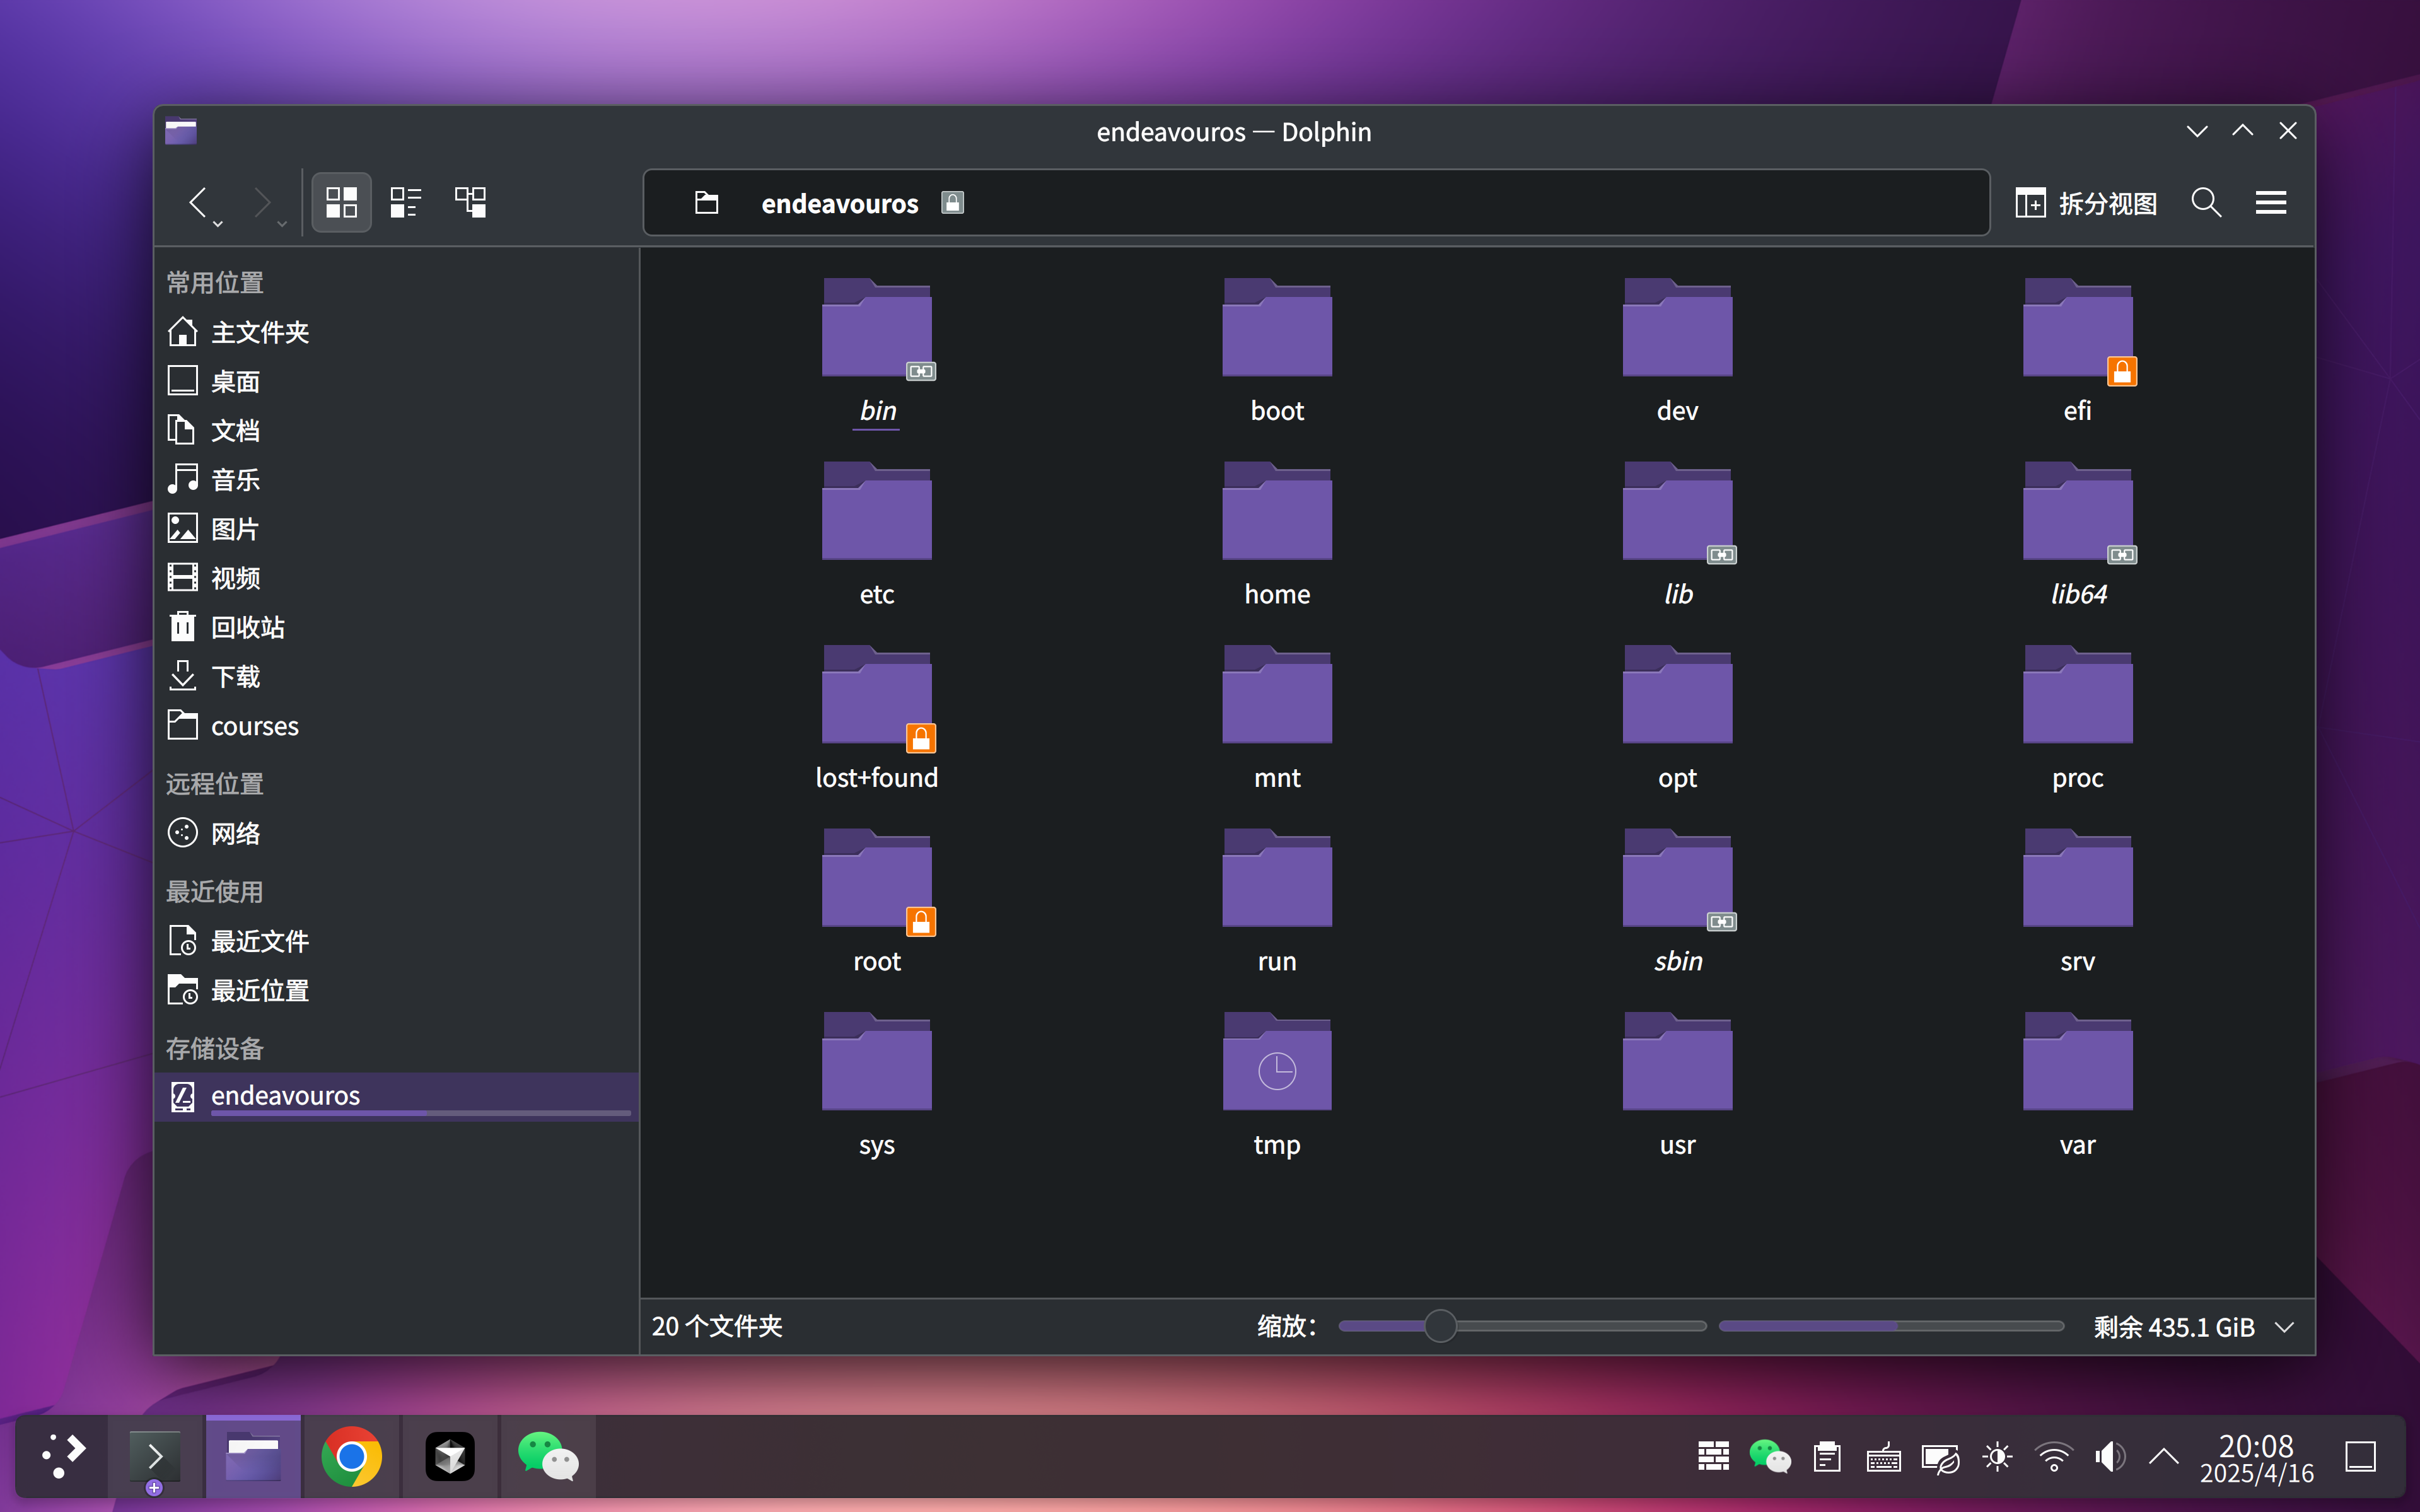 endeavouros — Dolphin
endeavouros
拆分视图
常用位置
主文件夹
桌面
文档
音乐
图片
视频
回收站
下载
courses
远程位置
网络
最近使用
最近文件
最近位置
存储设备
endeavouros
bin
boot
dev
efi
etc
home
lib
lib64
lost+found
mnt
opt
proc
root
run
sbin
srv
sys
tmp
usr
var
20 个文件夹
缩放：
剩余 435.1 GiB
20:08
2025/4/16